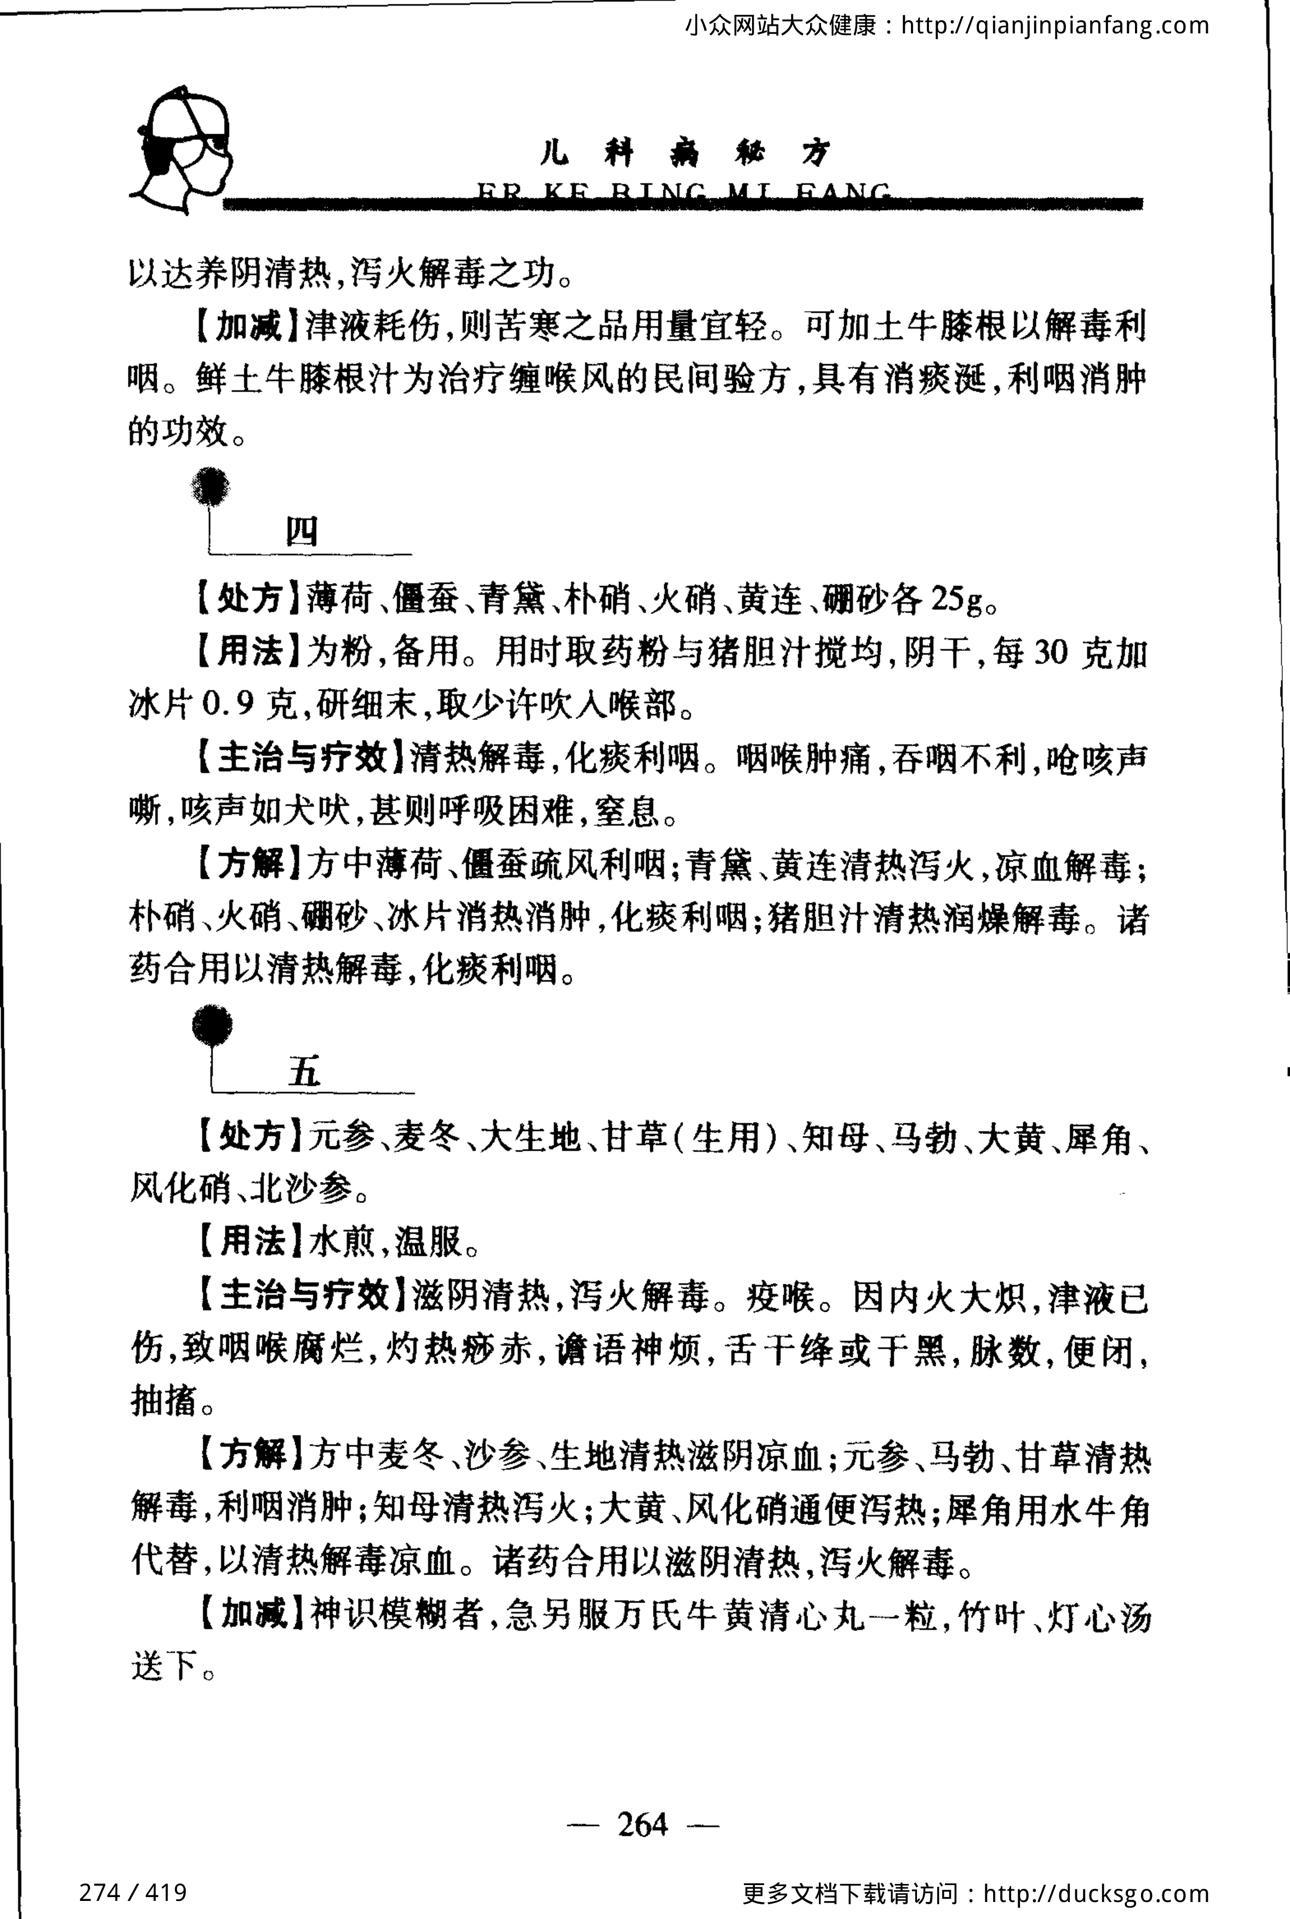 小众网站大众健康：http://qianjinpianfang.com
儿科病秘方
ER KE BING MI FANG
以达养阴清热,泻火解毒之功。
【加减】津液耗伤,则苦寒之品用量宜轻。可加土牛膝根以解毒利
咽。鲜土牛膝根汁为治疗缠喉风的民间验方,具有消痰涎,利咽消肿
的功效。
四
【处方】薄荷、僵蚕、青黛、朴硝、火硝、黄连、硼砂各25g。
【用法】为粉,备用。用时取药粉与猪胆汁搅均,阴干,每30克加
冰片0.9克,研细末,取少许吹入喉部。
【主治与疗效】清热解毒,化痰利咽。咽喉肿痛,吞咽不利,呛咳声
嘶,咳声如犬吠,甚则呼吸困难,窒息。
【方解】方中薄荷、僵蚕疏风利咽;青黛、黄连清热泻火,凉血解毒;
朴硝、火硝、硼砂、冰片消热消肿,化痰利咽;猪胆汁清热润燥解毒。诸
药合用以清热解毒,化痰利咽。
五
【处方】元参、麦冬、大生地、甘草(生用)、知母、马勃、大黄、犀角、
风化硝、北沙参。
【用法】水煎,温服。
【主治与疗效】滋阴清热,泻火解毒。疫喉。因内火大炽,津液已
伤,致咽喉腐烂,灼热痧赤,谵语神烦,舌干绛或干黑,脉数,便闭,
抽搐。
【方解】方中麦冬、沙参、生地清热滋阴凉血;元参、马勃、甘草清热
解毒,利咽消肿;知母清热泻火;大黄、风化硝通便泻热;犀角用水牛角
代替,以清热解毒凉血。诸药合用以滋阴清热,泻火解毒。
【加减】神识模糊者,急另服万氏牛黄清心丸一粒,竹叶、灯心汤
送下。
— 264 —
274 / 419
更多文档下载请访问：http://ducksgo.com